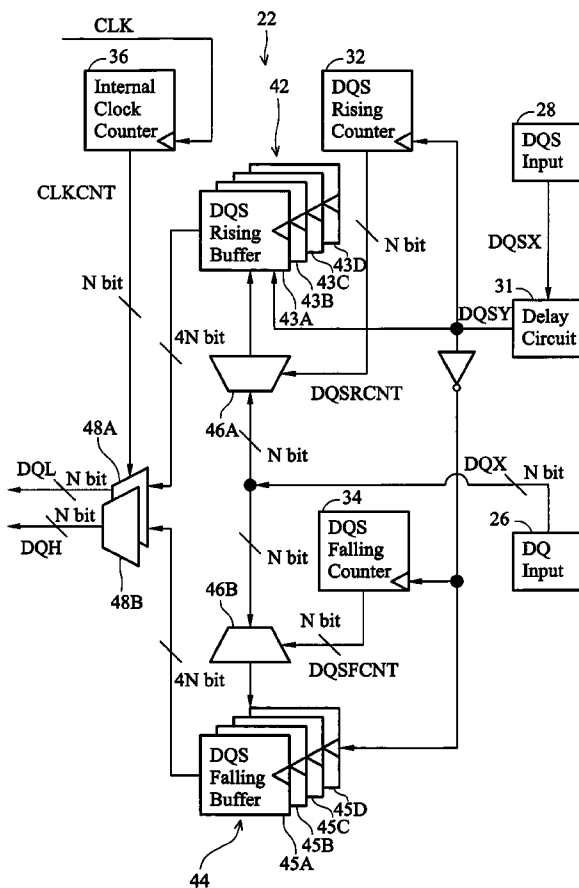 CLK
22
36
Internal
Clock
Counter
32
DQS
Rising
Counter
42
28
DQS
Input
CLKCNT
DQS
Rising
Buffer
43D
43C
43B
43A
N bit
DQSX
N bit
4N bit
DQSY
31
Delay
Circuit
DQSRCNT
46A
48A
N bit
DQX
N bit
DQL
N bit
DQH
N bit
48B
34
DQS
Falling
Counter
26
DQ
Input
N bit
46B
N bit
DQSFCNT
4N bit
DQS
Falling
Buffer
45D
45C
45B
45A
44